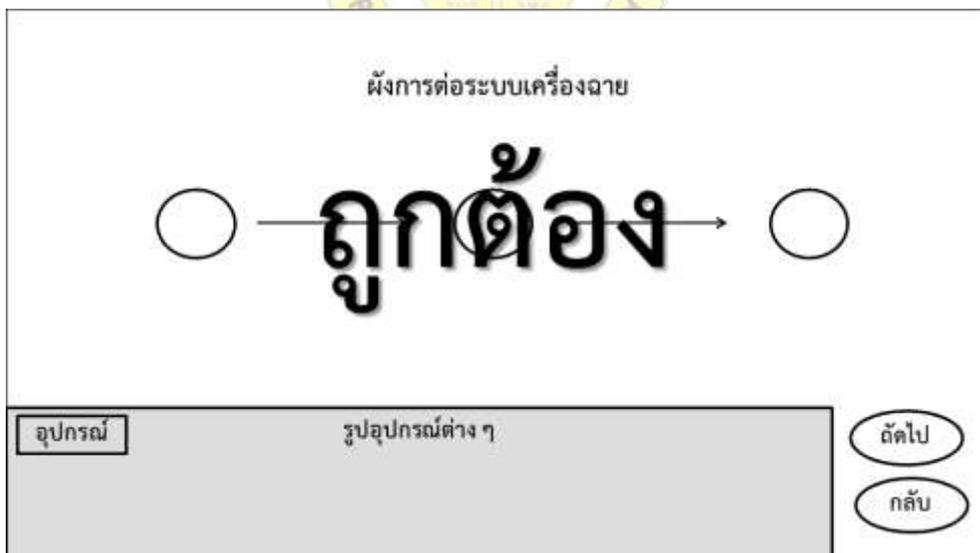 ผังการต่อระบบเครื่องฉาย
ถูกต้อง
อุปกรณ์
รูปอุปกรณ์ต่าง ๆ
ถัดไป
กลับ